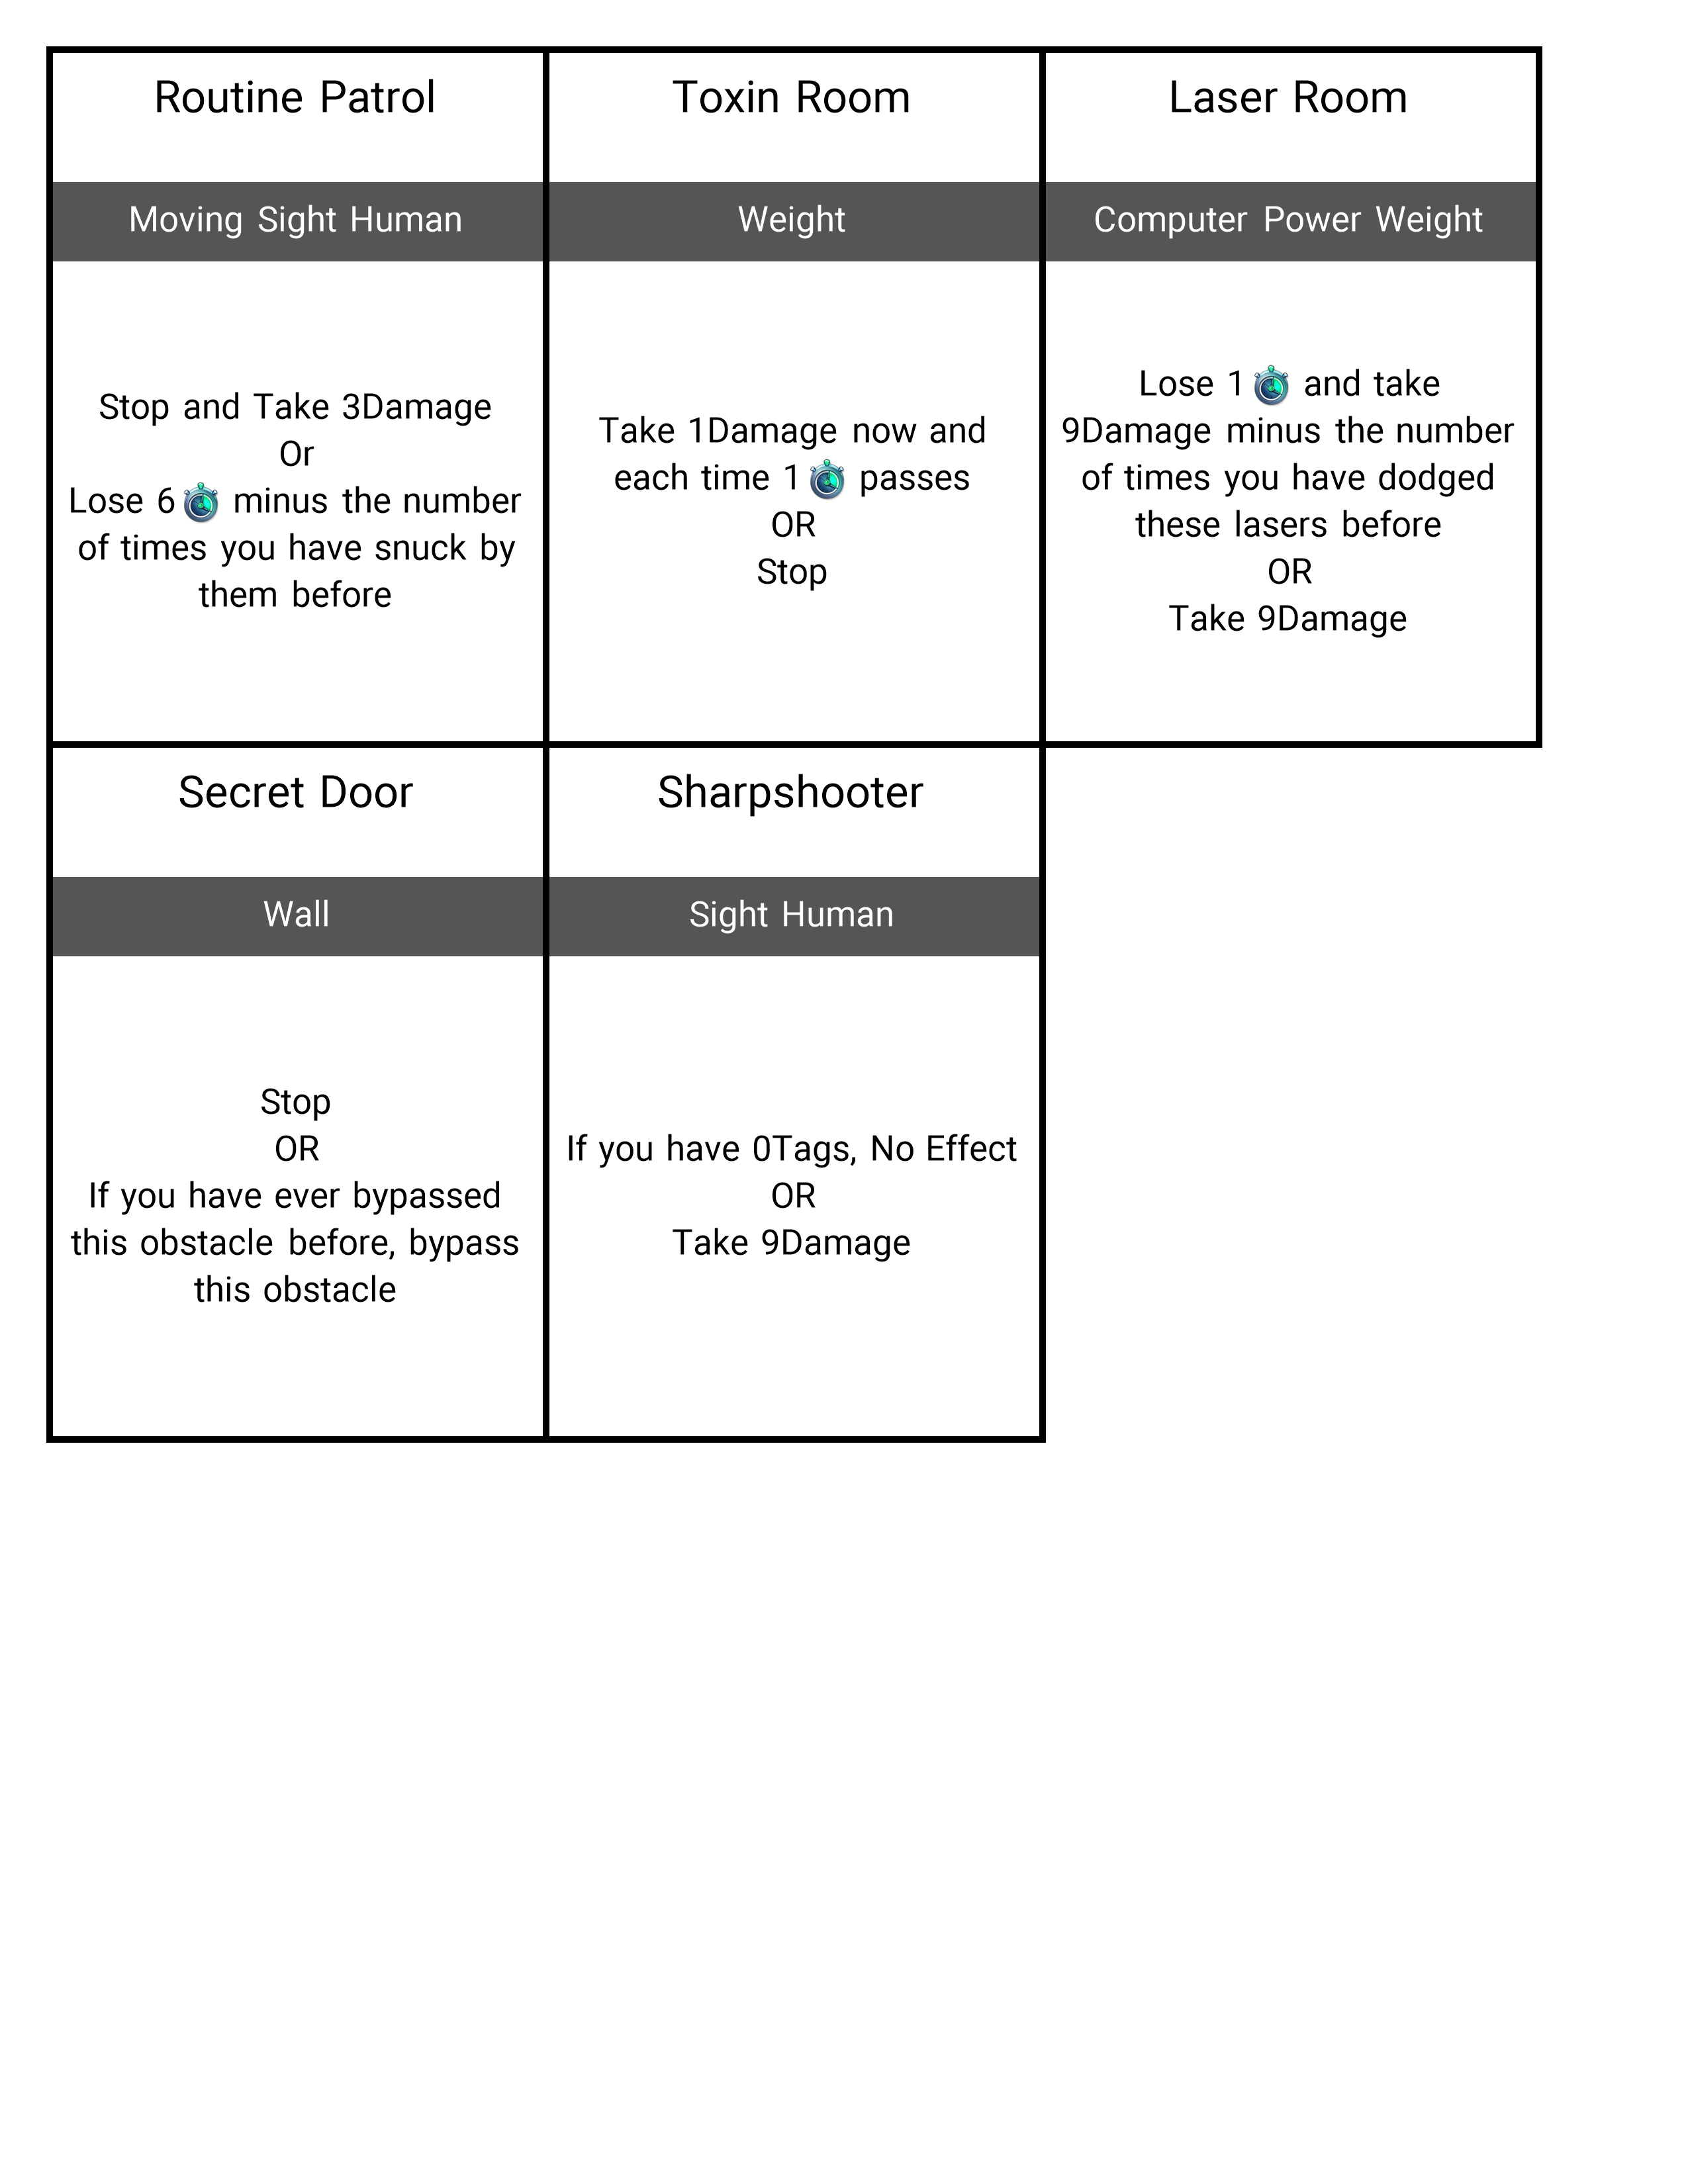 Routine Patrol
Moving Sight Human
Stop and Take 3Damage
Or
Lose 6 minus the number
of times you have snuck by
them before
Toxin Room
Weight
Take 1Damage now and
each time 1 passes
OR
Stop
Laser Room
Computer Power Weight
Lose 1 and take
9Damage minus the number
of times you have dodged
these lasers before
OR
Take 9Damage
Secret Door
Wall
Stop
OR
If you have ever bypassed
this obstacle before, bypass
this obstacle
Sharpshooter
Sight Human
If you have 0Tags, No Effect
OR
Take 9Damage